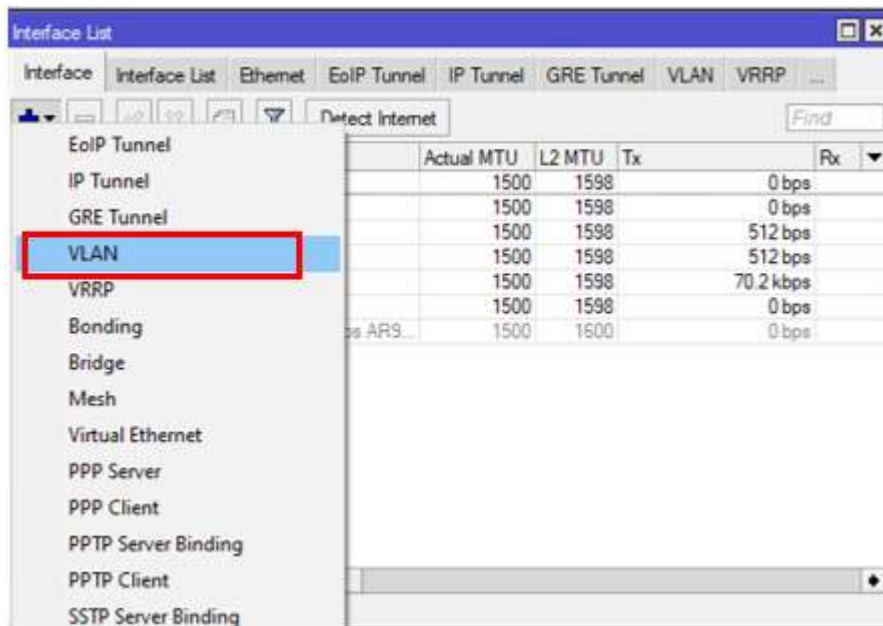 Interface List
Interface Interface List Ethernet EoIP Tunnel IP Tunnel GRE Tunnel VLAN VRRP ...
Detect Internet Find
EoIP Tunnel
IP Tunnel
GRE Tunnel
VLAN
VRRP
Bonding
Bridge
Mesh
Virtual Ethernet
PPP Server
PPP Client
PPTP Server Binding
PPTP Client
SSTP Server Binding
Actual MTU L2 MTU Tx Rx
1500 1598 0 bps
1500 1598 0 bps
1500 1598 512 bps
1500 1598 512 bps
1500 1598 70.2 kbps
1500 1598 0 bps
AR9... 1500 1600 0 bps